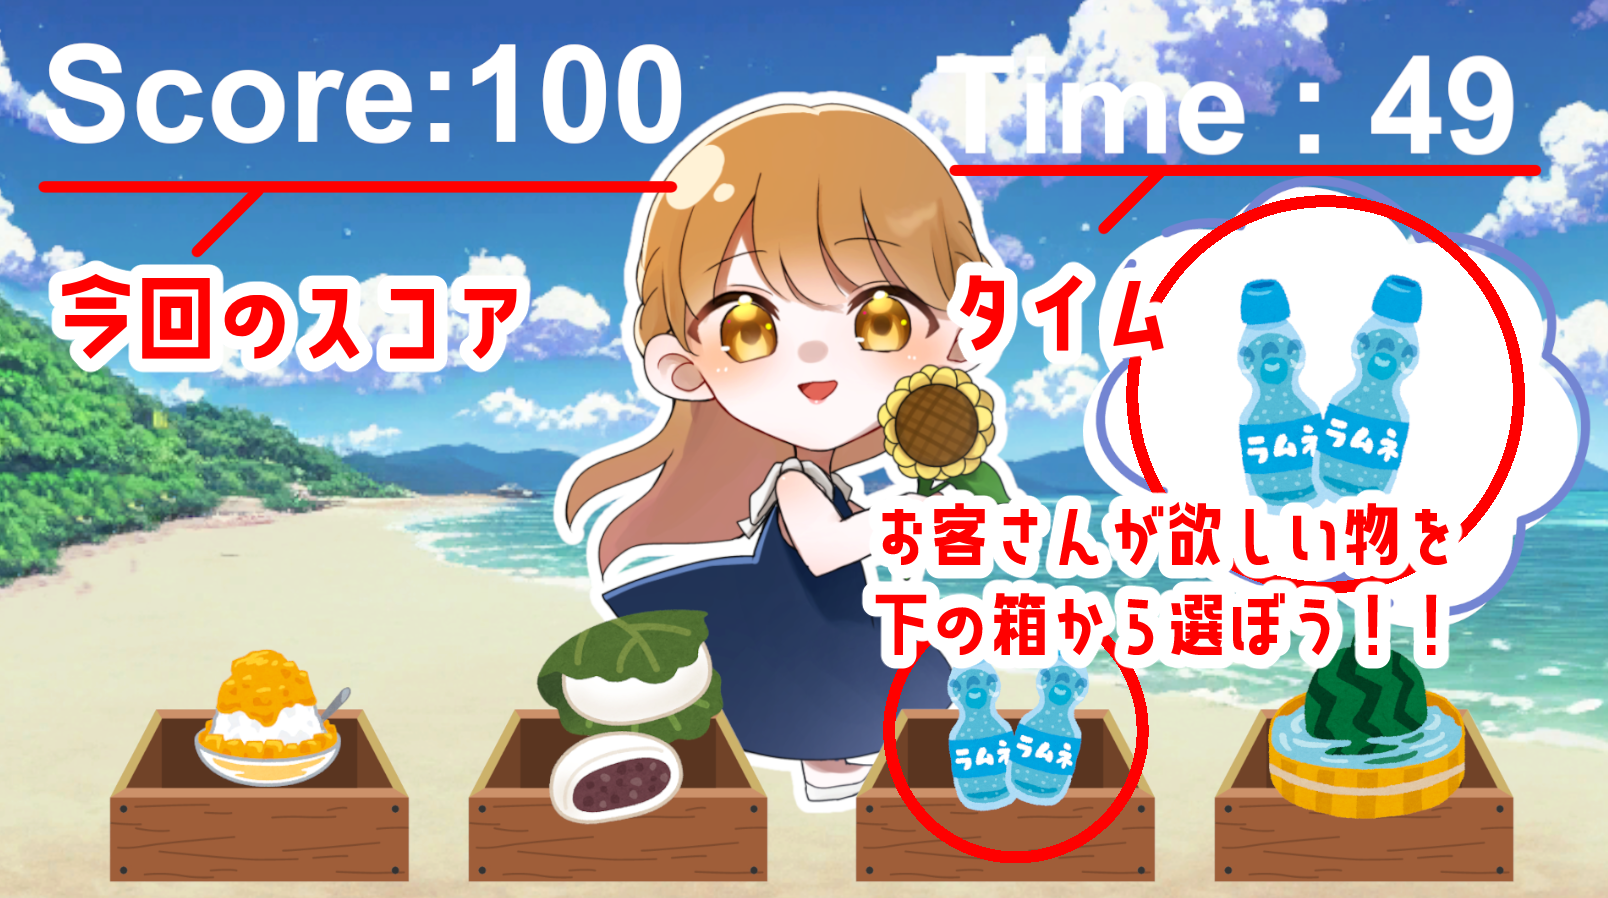 Score:100
Time : 49
今回のスコア
タイム
ラムネ
ラムネ
お客さんが欲しい物を
下の箱から選ぼう!!
ラムネ
ラムネ